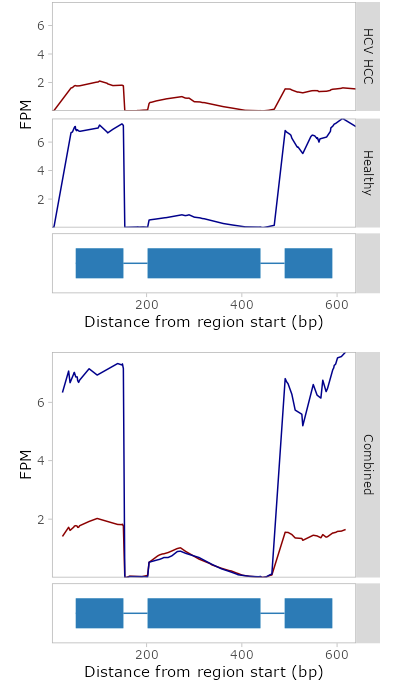 6
4
2
HCV HCC
FPM
6
4
2
Healthy
200
400
600
Distance from region start (bp)
6
4
2
FPM
Combined
200
400
600
Distance from region start (bp)